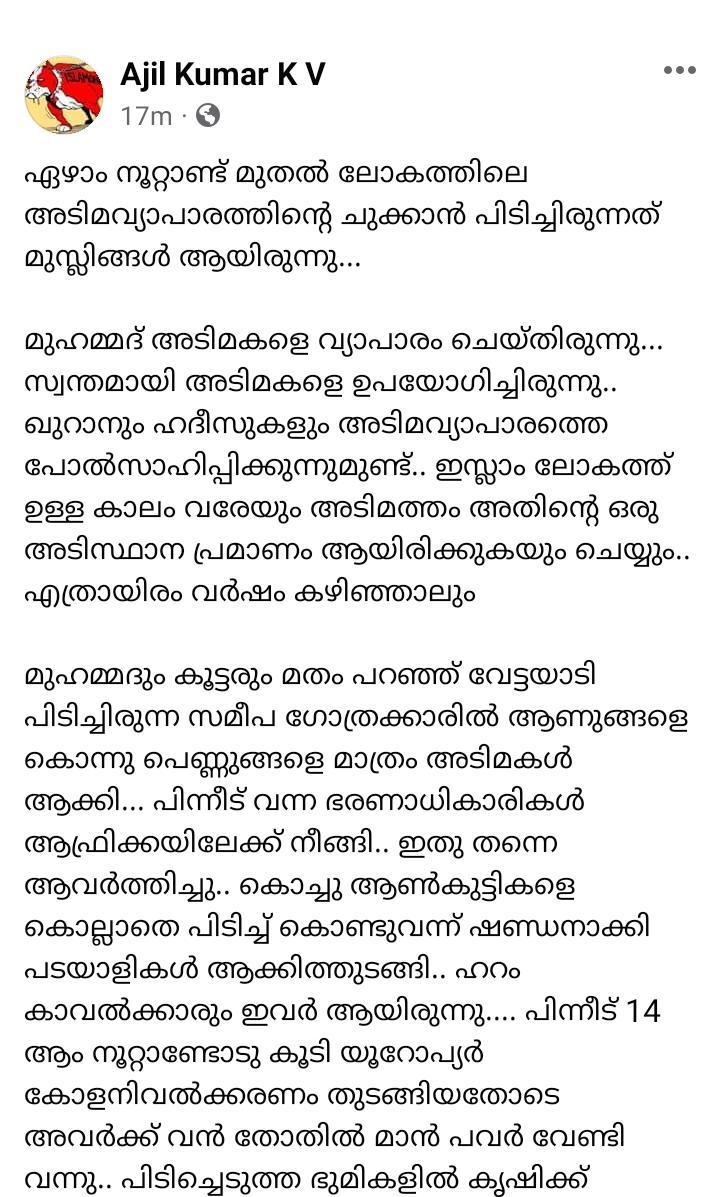 Ajil Kumar K V
17m ·
ഏഴാം നൂറ്റാണ്ട് മുതൽ ലോകത്തിലെ
അടിമവ്യാപാരത്തിന്റെ ചുക്കാൻ പിടിച്ചിരുന്നത്
മുസ്ലിങ്ങൾ ആയിരുന്നു...
മുഹമ്മദ് അടിമകളെ വ്യാപാരം ചെയ്തിരുന്നു...
സ്വന്തമായി അടിമകളെ ഉപയോഗിച്ചിരുന്നു..
ഖുറാനും ഹദീസുകളും അടിമവ്യാപാരത്തെ
പോൽസാഹിപ്പിക്കുന്നുമുണ്ട്.. ഇസ്ലാം ലോകത്ത്
ഉള്ള കാലം വരേയും അടിമത്തം അതിന്റെ ഒരു
അടിസ്ഥാന പ്രമാണം ആയിരിക്കുകയും ചെയ്യും..
എത്രായിരം വർഷം കഴിഞ്ഞാലും
മുഹമ്മദും കൂട്ടരും മതം പറഞ്ഞ് വേട്ടയാടി
പിടിച്ചിരുന്ന സമീപ ഗോത്രക്കാരിൽ ആണുങ്ങളെ
കൊന്നു പെണ്ണുങ്ങളെ മാത്രം അടിമകൾ
ആക്കി... പിന്നീട് വന്ന ഭരണാധികാരികൾ
ആഫ്രിക്കയിലേക്ക് നീങ്ങി.. ഇതു തന്നെ
ആവർത്തിച്ചു.. കൊച്ചു ആൺകുട്ടികളെ
കൊല്ലാതെ പിടിച്ച് കൊണ്ടുവന്ന് ഷണ്ഡനാക്കി
പടയാളികൾ ആക്കിത്തുടങ്ങി.. ഹറം
കാവൽക്കാരും ഇവർ ആയിരുന്നു.... പിന്നീട് 14
ആം നൂറ്റാണ്ടോടു കൂടി യൂറോപ്യർ
കോളനിവൽക്കരണം തുടങ്ങിയതോടെ
അവർക്ക് വൻ തോതിൽ മാൻ പവർ വേണ്ടി
വന്നു.. പിടിച്ചെടുത്ത ഭുമികളിൽ കൃഷിക്ക്